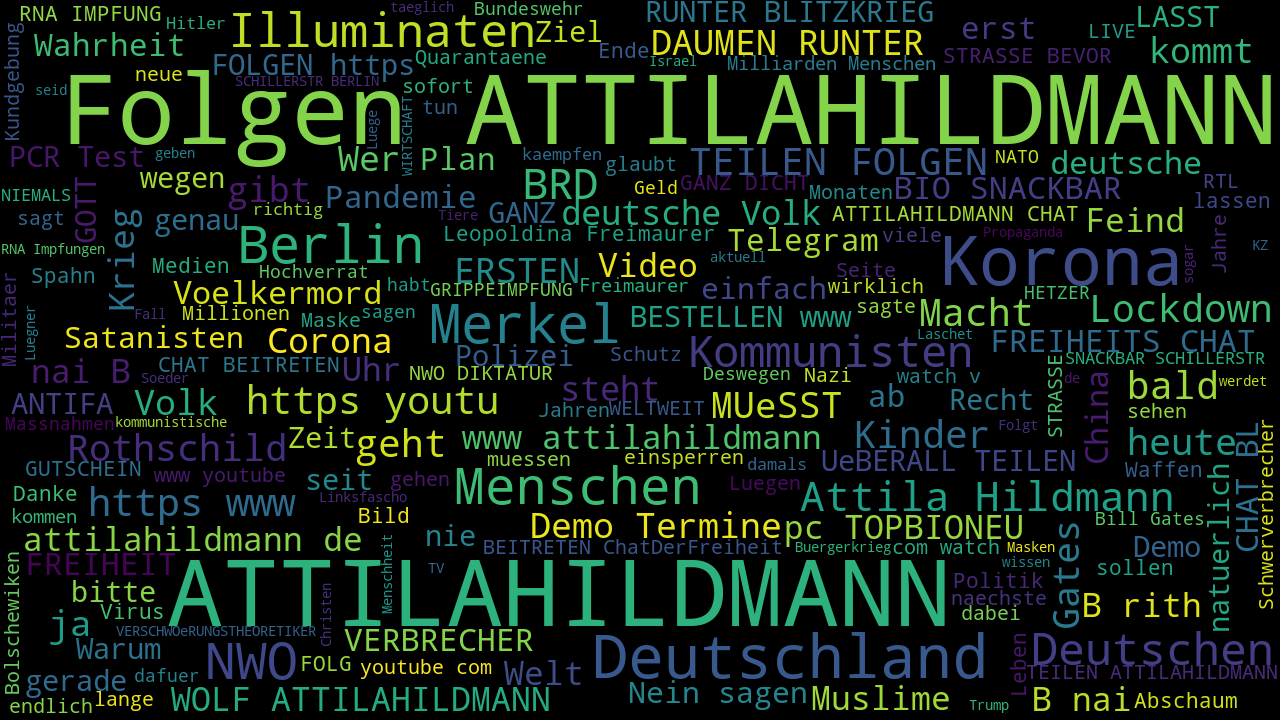 RNA IMPFUNG
Hitler
taeglich
Bundeswehr
RUNTER BLITZKRIEG
erst
LIVE
LASST
Kundgebung
Wahrheit
Illuminaten
Ziel
Ende
DAUMEN RUNTER
STRASSE BEVOR
kommt
neue
FOLGEN https
Quarantaene
Israel
Milliarden Menschen
seid
SCHILLERSTR BERLIN
sofort
Folgen
ATTILAHILDMANN
tun
Luege
WIRTSCHAFT
PCR Test
geben
Wer
Plan
kaempfen
glaubt
TEILEN FOLGEN
NATO
deutsche
NIEMALS
GOTT
wegen
gibt
Pandemie
BRD
Geld
GANZ DICHT
Monaten
BIO SNACKBAR
RTL
lassen
sagt
Krieg
genau
richtig
Tiere
GANZ
deutsche Volk
ATTILAHILDMANN CHAT
Feind
Jahre
RNA Impfungen
Berlin
Leopoldina Freimaurer
Telegram
viele
Propaganda
KZ
Spahn
Medien
Hochverrat
ERSTEN
Video
aktuell
Seite
Korona
sogar
Militaer
Voelkermord
habt
GRIPPEIMPFUNG
Freimaurer
einfach
wirklich
HETZER
Luegner
Fall
Millionen
Maske
sagen
Merkel
BESTELLEN www
sagte
Macht
Lockdown
Satanisten
Corona
Polizei
Schutz
Kommunisten
Laschet
FREIHEITS CHAT
nai B
Soeder
CHAT BEITRETEN
Uhr
NWO DIKTATUR
steht
Deswegen
Nazi
watch v
STRASSE
SNACKBAR SCHILLERSTR
de
werdet
ANTIFA
Volk
https youtu
Jahren
WELTWEIT
MUeSST
ab
Recht
China
bald
sehen
Massnahmen
kommunistische
Rothschild
Zeit
geht
www attilahildmann
Kinder
Folgt
heute
GUTSCHEIN
www youtube
seit
gehen
muessen
einsperren
damals
UeBERALL TEILEN
Waffen
CHAT BL
Danke
https www
Linksfascho
Menschen
Luegen
Attila Hildmann
natuerlich
kommen
Bild
Demo Termine
pc TOPBIONEU
Bill Gates
attilahildmann de
nie
BEITRETEN ChatDerFreiheit
Buergerkrieg
com watch
Masken
Gates
Demo
Schwerverbrecher
Bolschewiken
FREIHEIT
TV
wissen
sollen
bitte
ATTILAHILDMANN
Menschheit
Politik
naechste
Virus
Christen
dabei
B rith
ja
VERSCHWOeRUNGSTHEORETIKER
Warum
VERBRECHER
Deutschland
Leben
Deutschen
gerade
dafuer
NWO
FOLG
youtube com
Welt
TEILEN ATTILAHILDMANN
endlich
lange
WOLF ATTILAHILDMANN
Nein sagen
Muslime
Trump
B nai
Abschaum